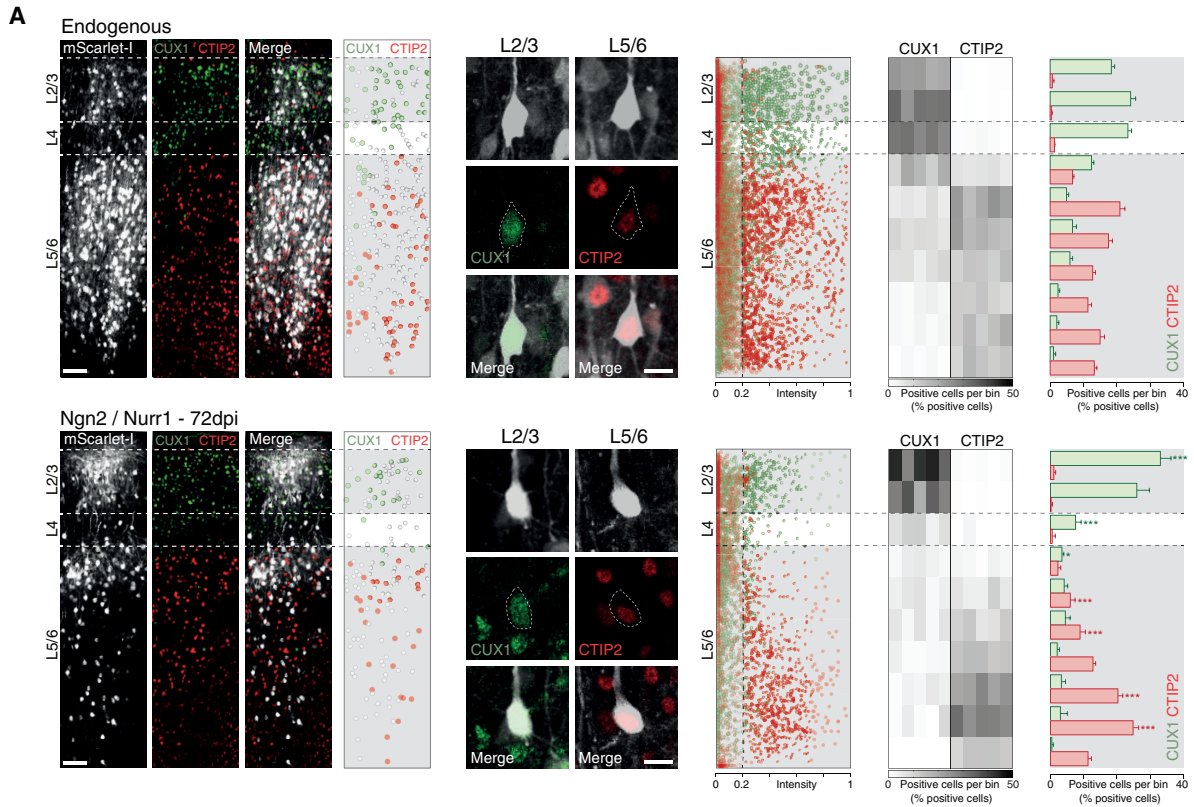 A
Endogenous
mScarlet-I
CUX1 CTIP2
Merge
CUX1 CTIP2
L2/3
L4
L5/6
L2/3
L5/6
CUX1
CTIP2
Merge
Merge
L2/3
L4
L5/6
0
0.2
Intensity
1
CUX1
CTIP2
0
Positive cells per bin
50
(% positive cells)
CUX1 CTIP2
0
Positive cells per bin
40
(% positive cells)
Ngn2 / Nurr1 - 72dpi
mScarlet-I
CUX1 CTIP2
Merge
CUX1 CTIP2
L2/3
L4
L5/6
L2/3
L5/6
CUX1
CTIP2
Merge
Merge
L2/3
L4
L5/6
0
0.2
Intensity
1
CUX1
CTIP2
0
Positive cells per bin
50
(% positive cells)
***
***
*
***
***
***
***
CUX1 CTIP2
0
Positive cells per bin
40
(% positive cells)